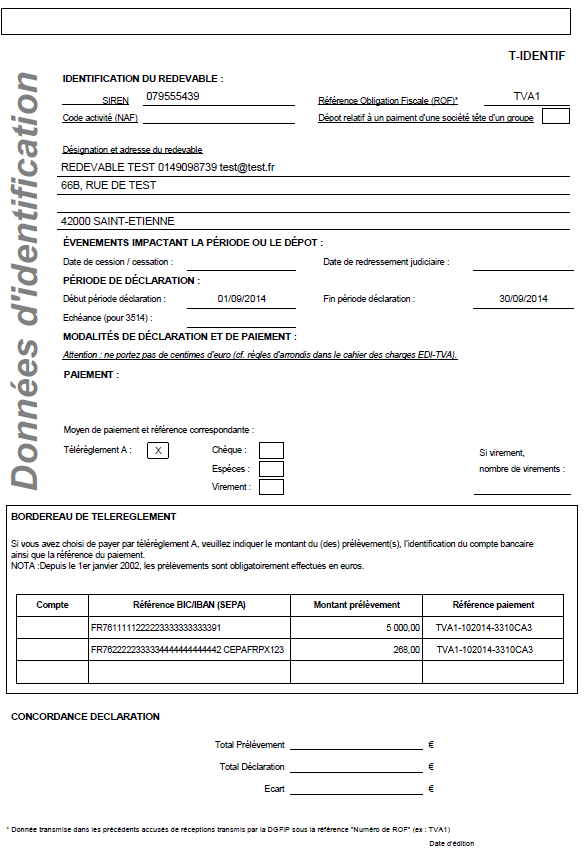 T-IDENTIF
Données d'identification
IDENTIFICATION DU REDEVABLE :
SIREN 079555439 Référence Obligation Fiscale (ROF)* TVA1
Code activité (NAF) Dépot relatif à un paiment d'une société tête d'un groupe
Désignation et adresse du redevable
REDEVABLE TEST 0149098739 test@test.fr
66B, RUE DE TEST
42000 SAINT-ETIENNE
ÉVENEMENTS IMPACTANT LA PÉRIODE OU LE DÉPOT :
Date de cession / cessation : Date de redressement judiciaire :
PÉRIODE DE DÉCLARATION :
Début période déclaration : 01/09/2014 Fin période déclaration : 30/09/2014
Echéance (pour 3514) :
MODALITÉS DE DÉCLARATION ET DE PAIEMENT :
Attention : ne portez pas de centimes d'euro (cf. règles d'arrondis dans le cahier des charges EDI-TVA).
PAIEMENT :
Moyen de paiement et référence correspondante :
Télérèglement A : X Chèque : Si virement,
Espéces : nombre de virements :
Virement :
BORDEREAU DE TELEREGLEMENT
Si vous avez choisi de payer par télérèglement A, veuillez indiquer le montant du (des) prélèvement(s), l'identification du compte bancaire
ainsi que la référence du paiement.
NOTA :Depuis le 1er janvier 2002, les prélèvements sont obligatoirement effectués en euros.
Compte Référence BIC/IBAN (SEPA) Montant prélèvement Référence paiement
FR7611111222223333333333391 5 000,00 TVA1-102014-3310CA3
FR7622222333334444444444442 CEPAFRPX123 268,00 TVA1-102014-3310CA3
CONCORDANCE DECLARATION
Total Prélèvement €
Total Déclaration €
Ecart €
* Donnée transmise dans les précédents accusés de réceptions transmis par la DGFIP sous la référence "Numéro de ROF" (ex : TVA1)
Date d'édition